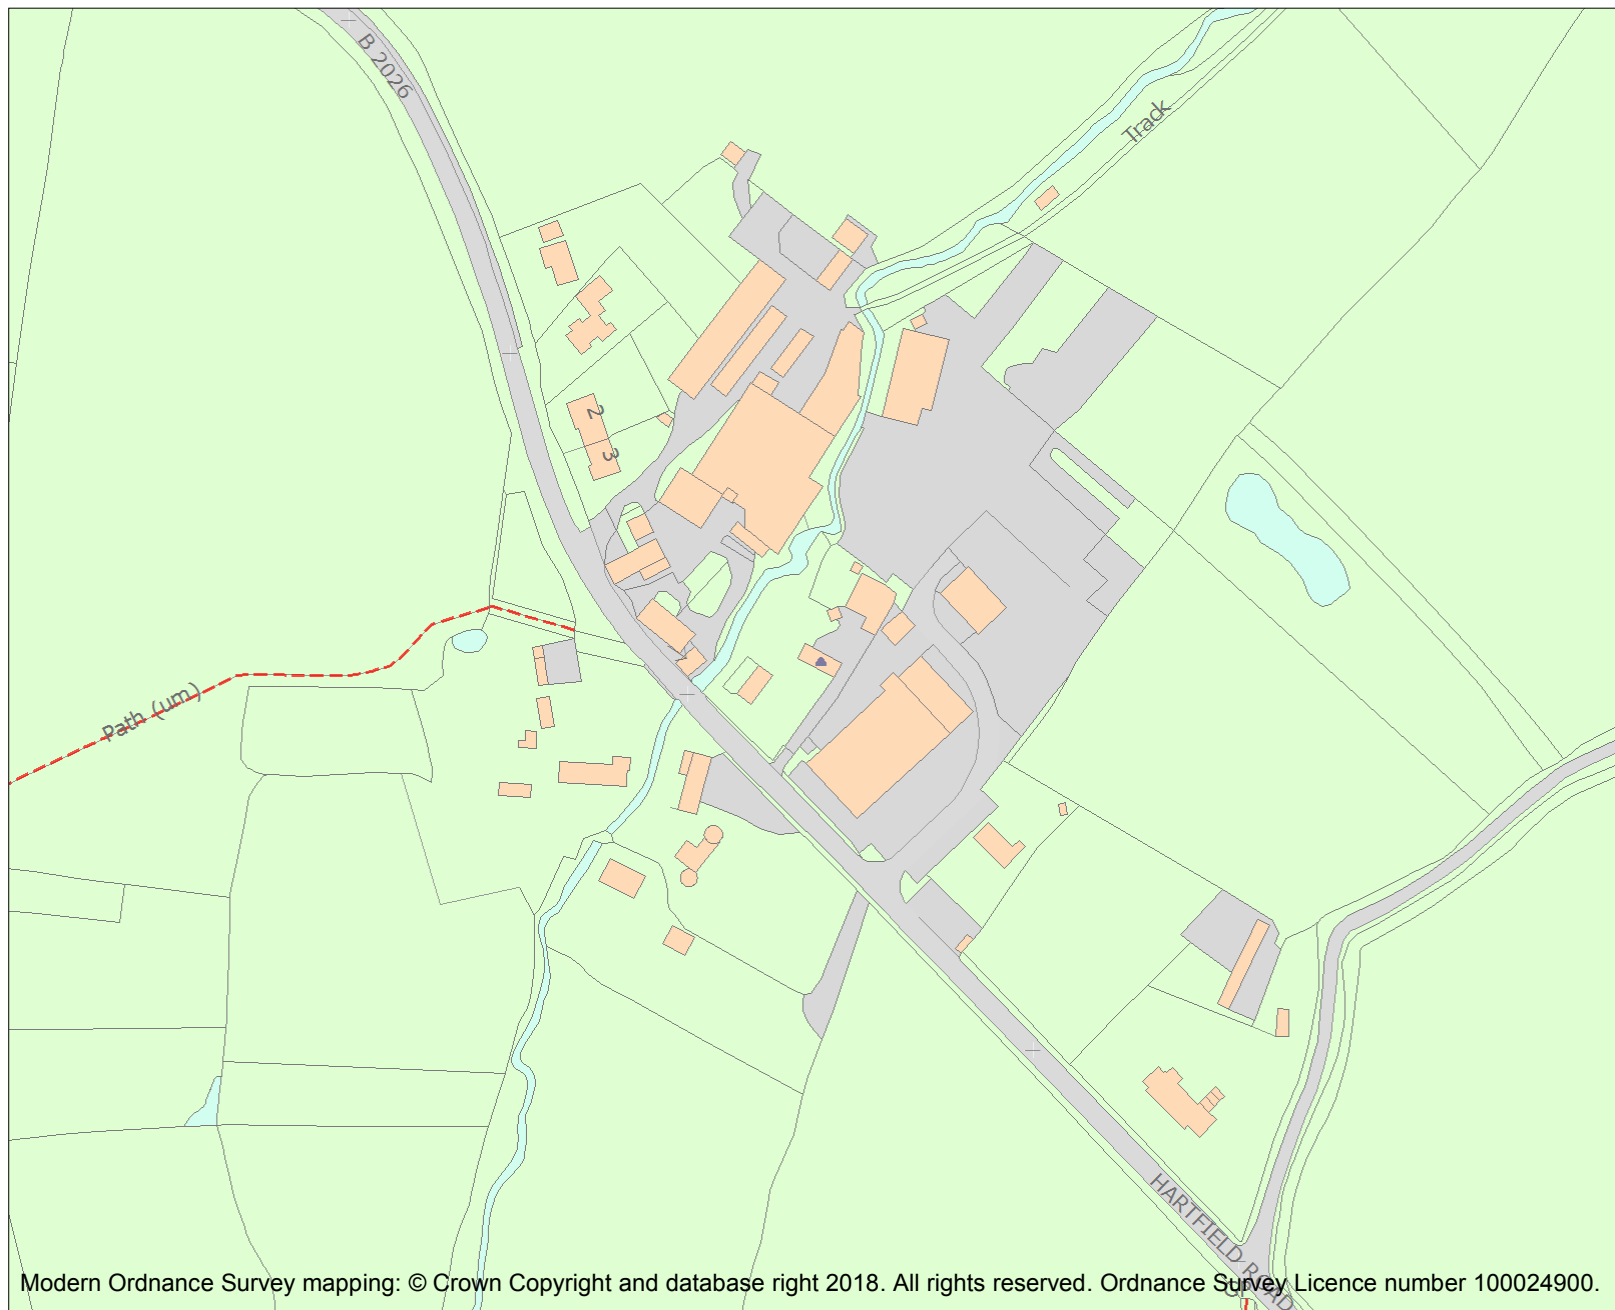 B 2026
Track
2
3
Path (um)
HARTFIELD ROAD
Modern Ordnance Survey mapping: © Crown Copyright and database right 2018. All rights reserved. Ordnance Survey Licence number 100024900.